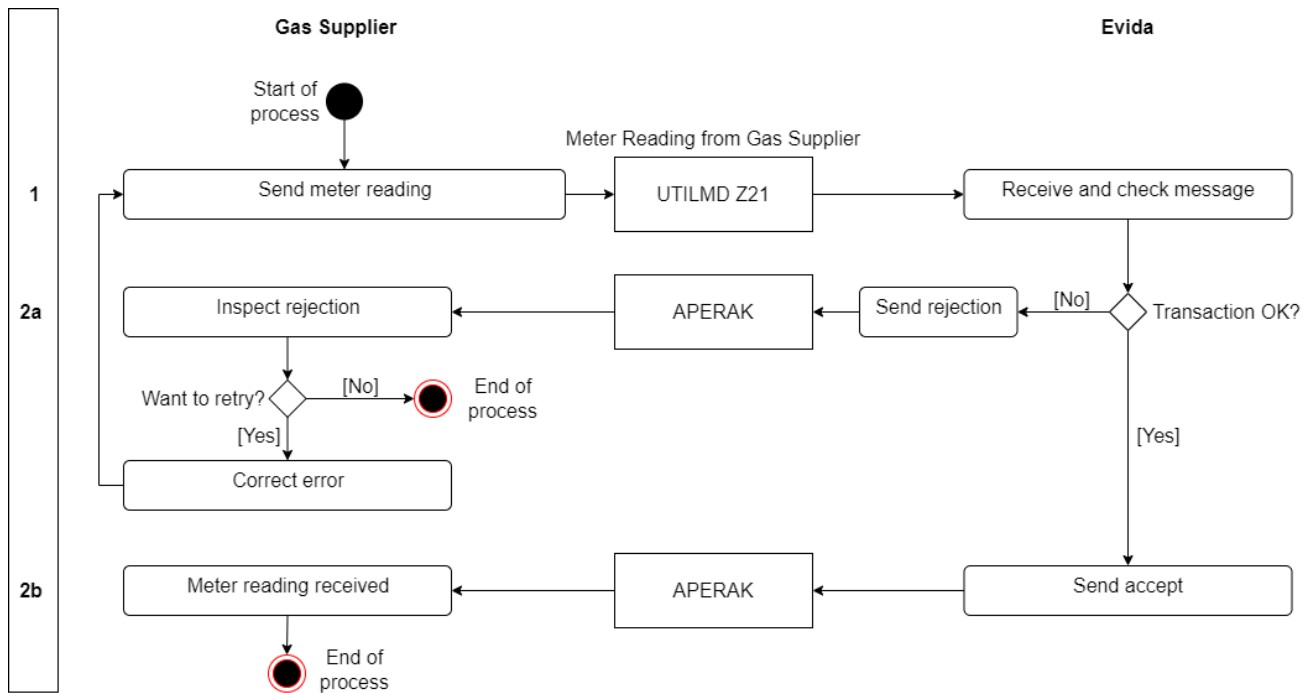 Gas Supplier
Evida
Start of
process
Meter Reading from Gas Supplier
1
Send meter reading
UTILMD Z21
Receive and check message
2a
Inspect rejection
APERAK
Send rejection
[No]
Transaction OK?
Want to retry?
[No]
End of
process
[Yes]
[Yes]
Correct error
2b
Meter reading received
APERAK
Send accept
End of
process